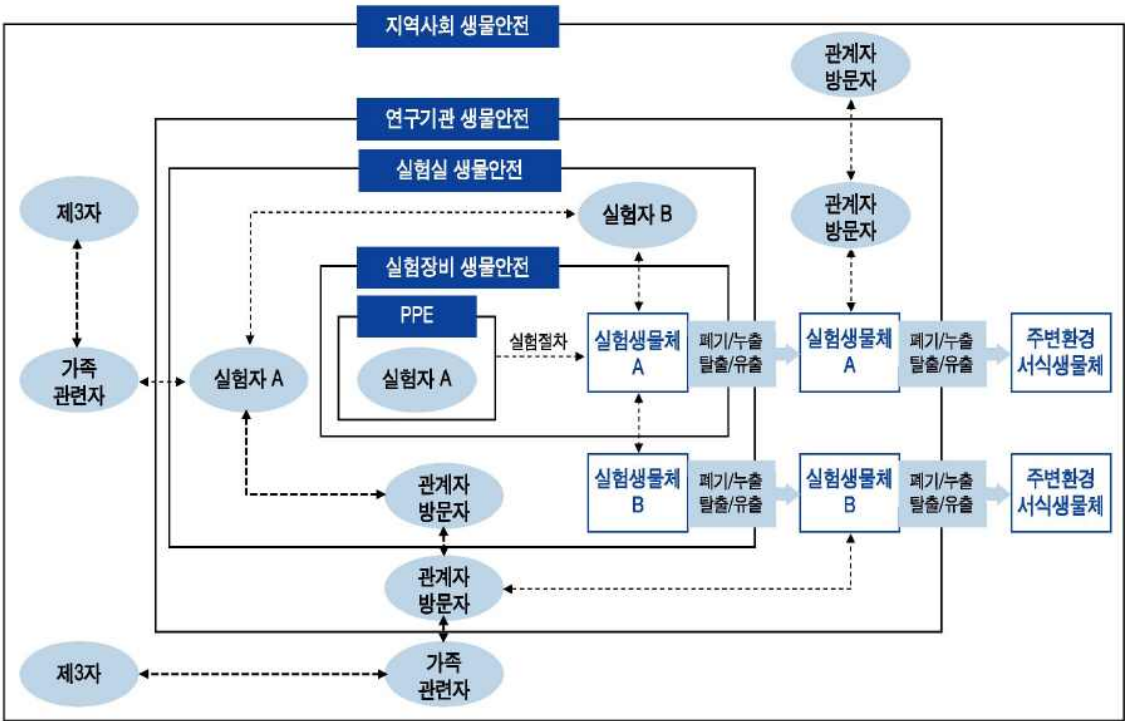 지역사회 생물안전
관계자
방문자
연구기관 생물안전
실험실 생물안전
제3자
실험자 B
관계자
방문자
실험장비 생물안전
PPE
실험절차
실험생물체
A
폐기/누출
탈출/유출
실험생물체
A
폐기/누출
탈출/유출
주변환경
서식생물체
가족
관련자
실험자 A
실험자 A
실험생물체
B
폐기/누출
탈출/유출
실험생물체
B
폐기/누출
탈출/유출
주변환경
서식생물체
관계자
방문자
관계자
방문자
제3자
가족
관련자